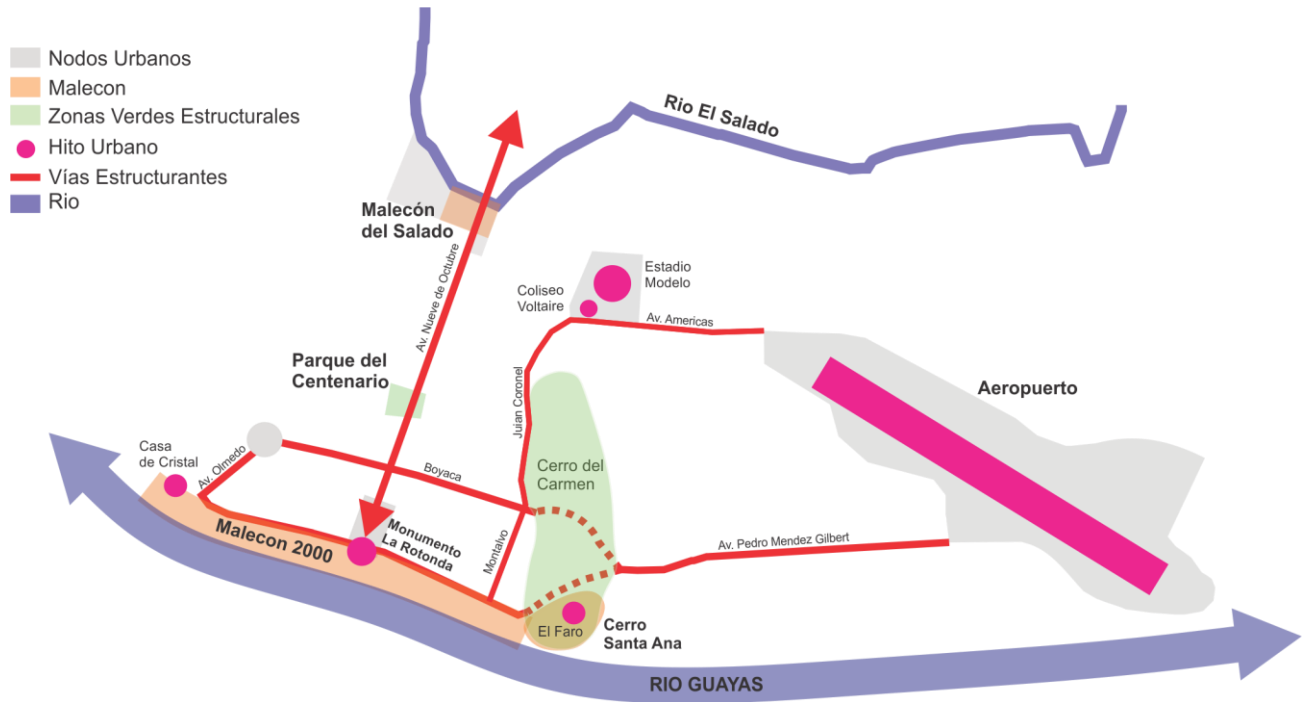 Nodos Urbanos
Malecon
Zonas Verdes Estructurales
Hito Urbano
Vías Estructurantes
Rio
Rio El Salado
Malecón
del Salado
Av. Nueve de Octubre
Estadio
Modelo
Coliseo
Voltaire
Av. Americas
Parque del
Centenario
Juian Coronel
Aeropuerto
Casa
de Cristal
Av. Olmedo
Boyaca
Cerro del
Carmen
Malecon 2000
Monumento
La Rotonda
Montalvo
Av. Pedro Mendez Gilbert
El Faro
Cerro
Santa Ana
RIO GUAYAS